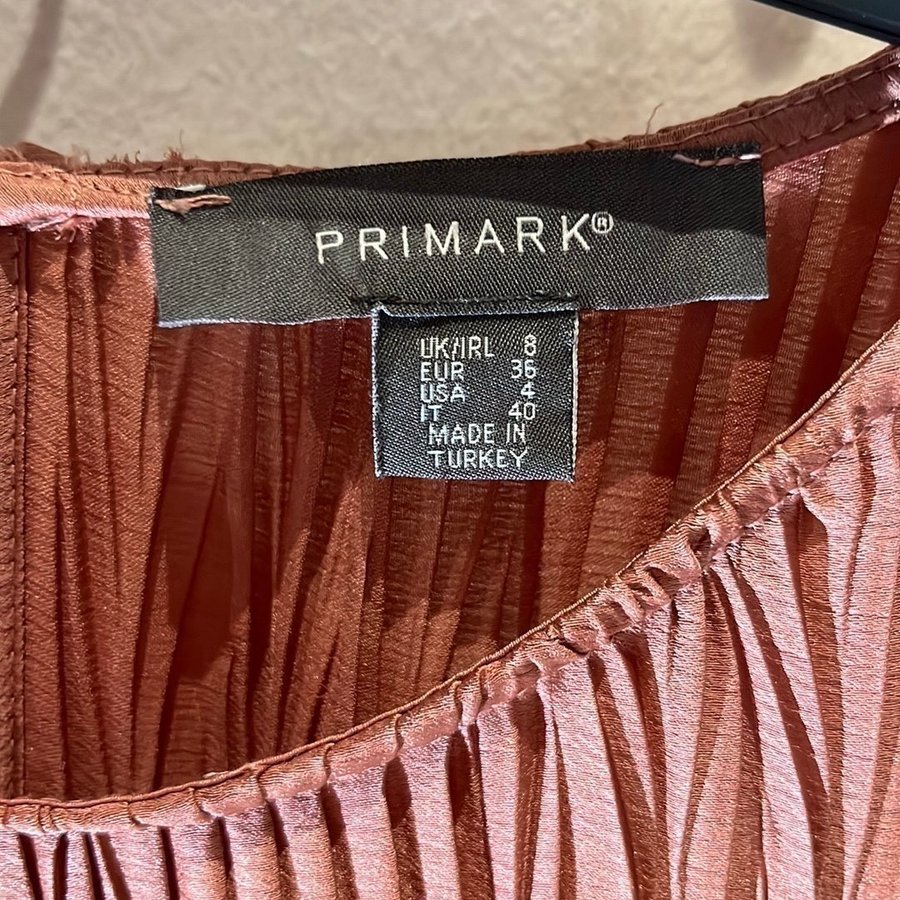 PRIMARK®
UK/IRL 8
EUR 36
USA 4
IT 40
MADE IN
TURKEY